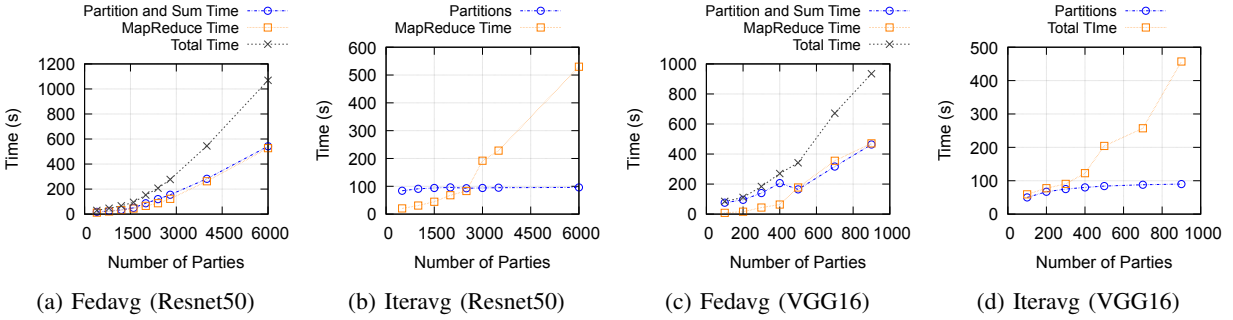 Partition and Sum Time
MapReduce Time
Total Time
1200
1000
800
600
400
200
0
Time (s)
0 1500 3000 4500 6000
Number of Parties
(a) Fedavg (Resnet50)
Partitions
MapReduce Time
600
500
400
300
200
100
0
Time (s)
0 1500 3000 4500 6000
Number of Parties
(b) Iteravg (Resnet50)
Partition and Sum Time
MapReduce Time
Total Time
1000
800
600
400
200
0
Time (s)
0 200 400 600 800 1000
Number of Parties
(c) Fedavg (VGG16)
Partitions
Total TIme
500
400
300
200
100
0
Time (s)
0 200 400 600 800 1000
Number of Parties
(d) Iteravg (VGG16)